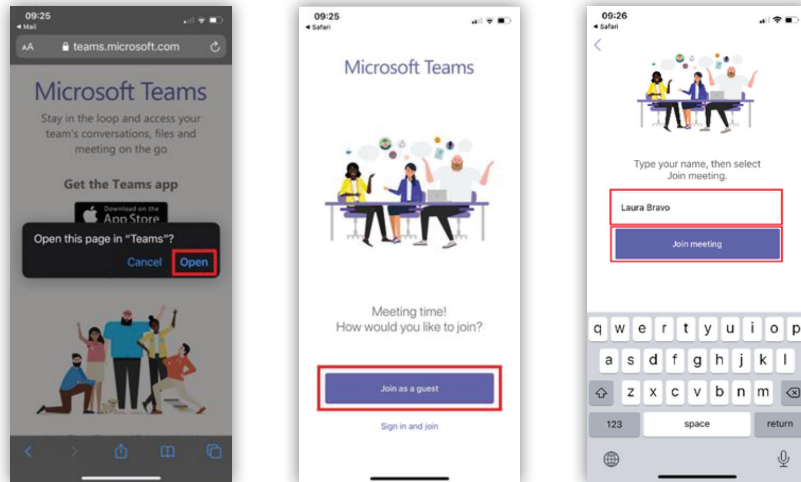 09:25
Mail
AA teams.microsoft.com
Microsoft Teams
Stay in the loop and access your
team's conversations, files and
meeting on the go
Get the Teams app
Download on the
App Store
Open this page in "Teams"?
Cancel Open
09:25
Safari
Microsoft Teams
Meeting time!
How would you like to join?
Join as a guest
Sign in and join
09:26
Safari
Type your name, then select
Join meeting.
Laura Bravo
Join meeting
q w e r t y u i o p
a s d f g h j k l
z x c v b n m
123 space return